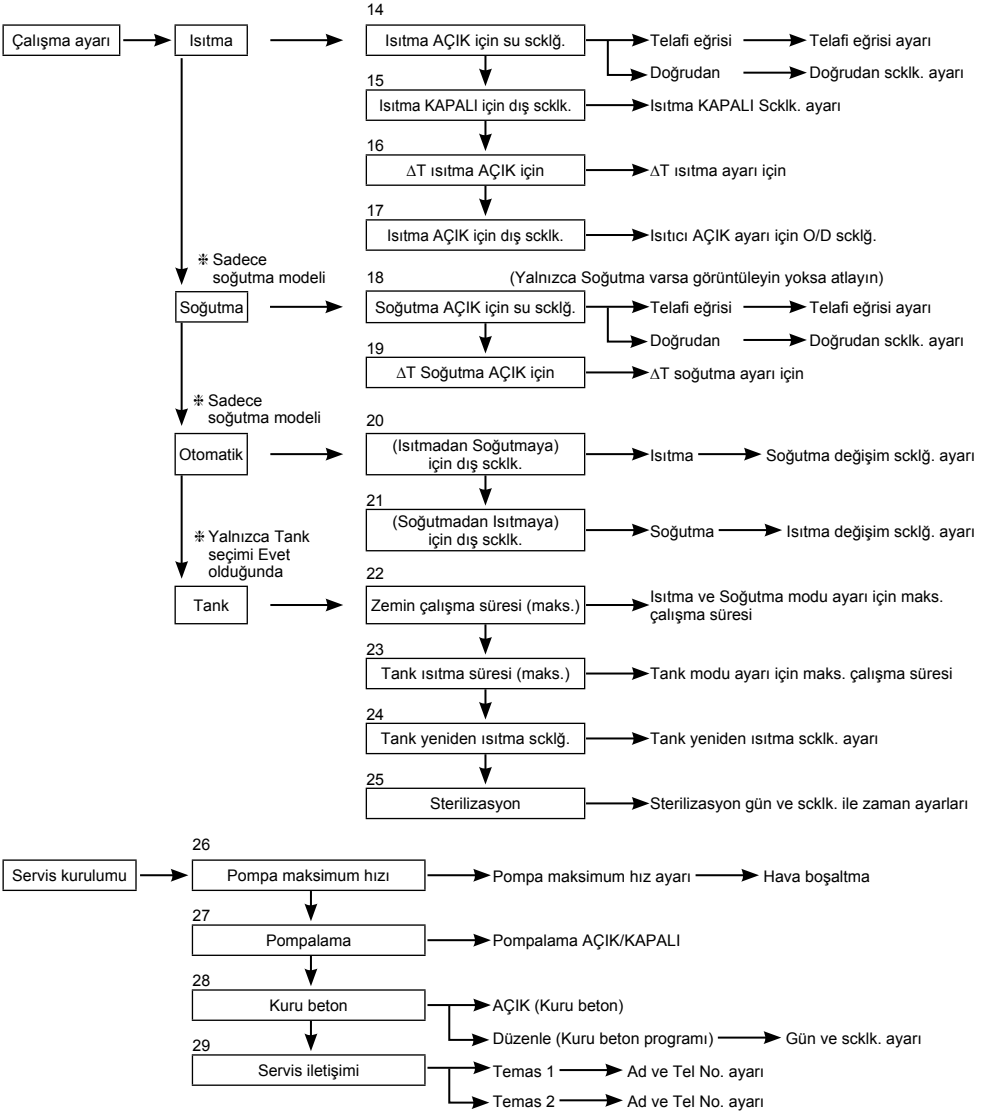 14
Çalışma ayarı
Isıtma
Isıtma AÇIK için su scklğ.
Telafi eğrisi
Telafi eğrisi ayarı
Doğrudan
Doğrudan scklk. ayarı
15
Isıtma KAPALI için dış scklk.
Isıtma KAPALI Scklk. ayarı
16
∆T ısıtma AÇIK için
∆T ısıtma ayarı için
17
Isıtma AÇIK için dış scklk.
Isıtıcı AÇIK ayarı için O/D scklğ.
⁜ Sadece
soğutma modeli
18
(Yalnızca Soğutma varsa görüntüleyin yoksa atlayın)
Soğutma
Soğutma AÇIK için su scklğ.
Telafi eğrisi
Telafi eğrisi ayarı
Doğrudan
Doğrudan scklk. ayarı
19
∆T Soğutma AÇIK için
∆T soğutma ayarı için
⁜ Sadece
soğutma modeli
20
Otomatik
(Isıtmadan Soğutmaya)
için dış scklk.
Isıtma
Soğutma değişim scklğ. ayarı
21
(Soğutmadan Isıtmaya)
için dış scklk.
Soğutma
Isıtma değişim scklğ. ayarı
⁜ Yalnızca Tank
seçimi Evet
olduğunda
22
Tank
Zemin çalışma süresi (maks.)
Isıtma ve Soğutma modu ayarı için maks.
çalışma süresi
23
Tank ısıtma süresi (maks.)
Tank modu ayarı için maks. çalışma süresi
24
Tank yeniden ısıtma scklğ.
Tank yeniden ısıtma scklk. ayarı
25
Sterilizasyon
Sterilizasyon gün ve scklk. ile zaman ayarları
26
Servis kurulumu
Pompa maksimum hızı
Pompa maksimum hız ayarı
Hava boşaltma
27
Pompalama
Pompalama AÇIK/KAPALI
28
Kuru beton
AÇIK (Kuru beton)
Düzenle (Kuru beton programı)
Gün ve scklk. ayarı
29
Servis iletişimi
Temas 1
Ad ve Tel No. ayarı
Temas 2
Ad ve Tel No. ayarı